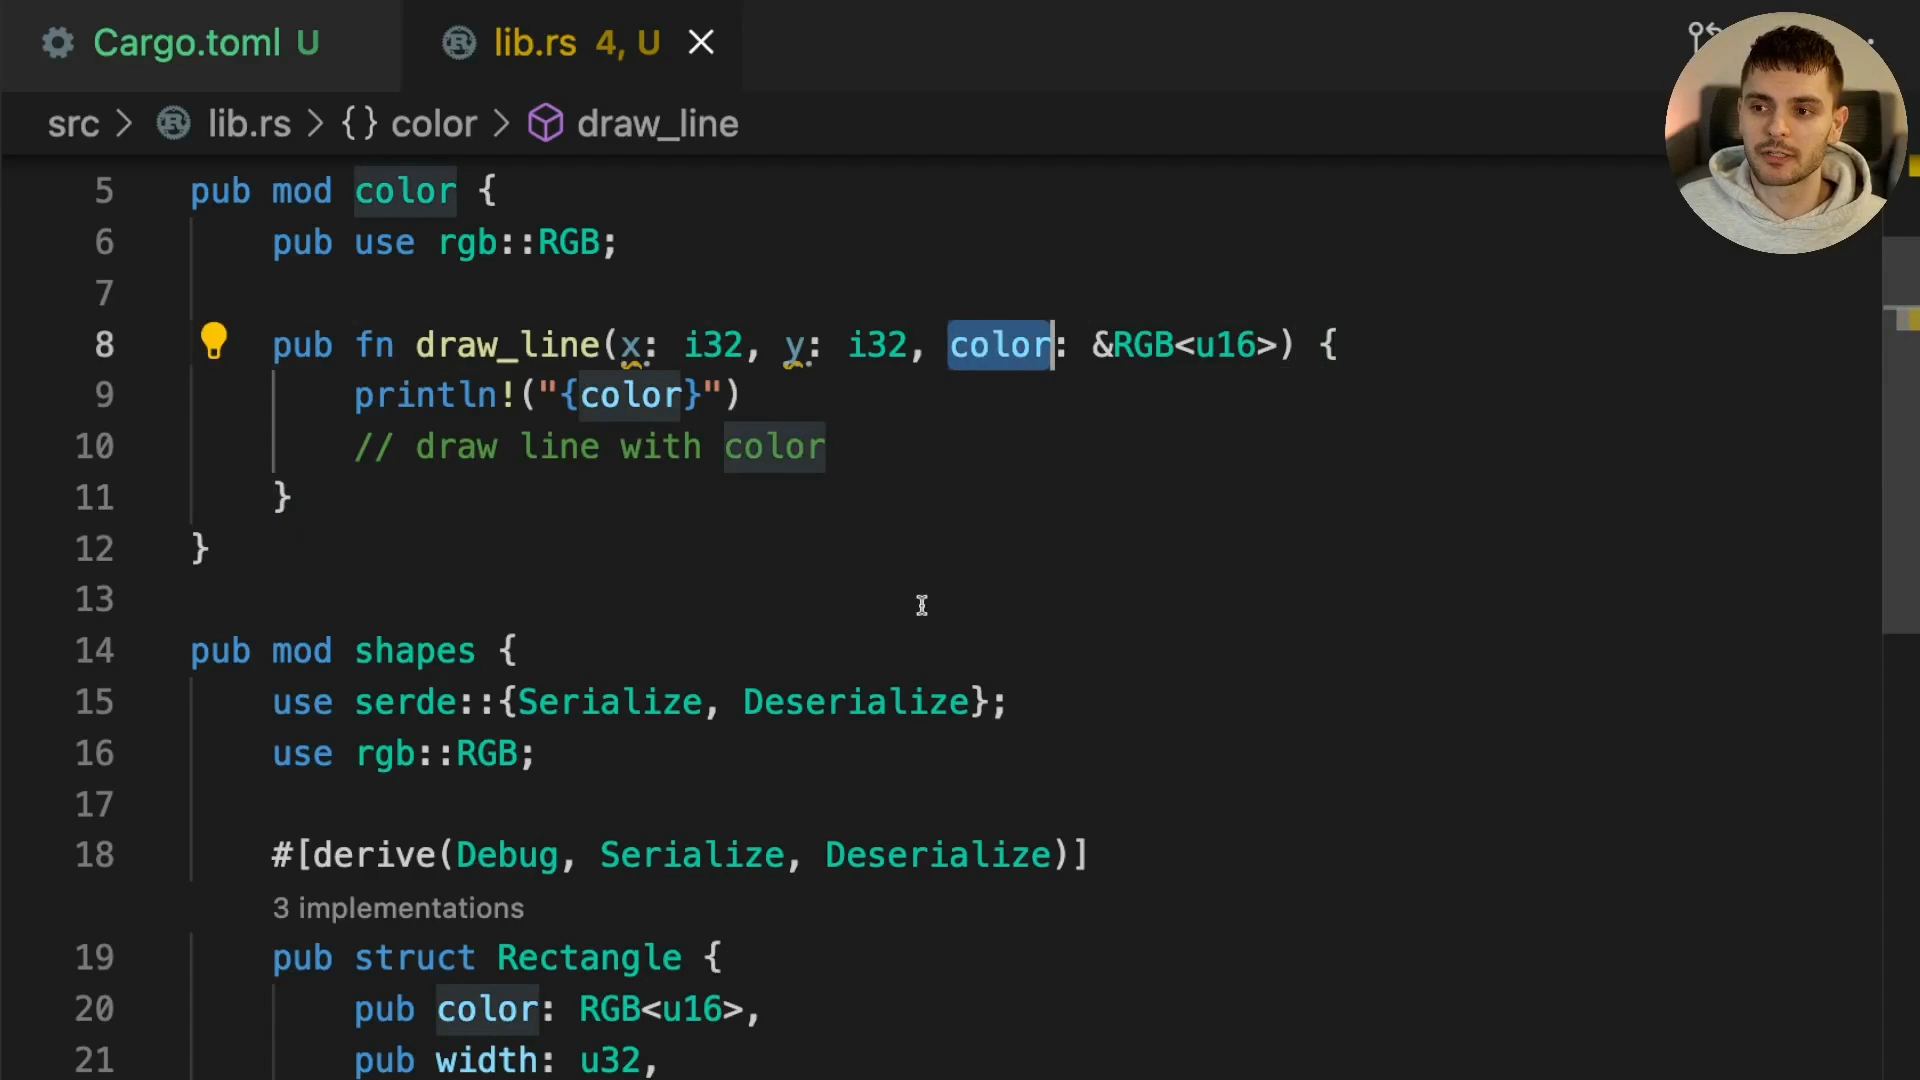 Cargo.toml U
lib.rs 4, U
src > lib.rs > {} color > draw_line
5 pub mod color {
6 pub use rgb::RGB;
7
8 pub fn draw_line(x: i32, y: i32, color: &RGB<u16>) {
9 println!("{color}")
10 // draw line with color
11 }
12 }
13
14 pub mod shapes {
15 use serde::{Serialize, Deserialize};
16 use rgb::RGB;
17
18 #[derive(Debug, Serialize, Deserialize)]
3 implementations
19 pub struct Rectangle {
20 pub color: RGB<u16>,
21 pub width: u32,